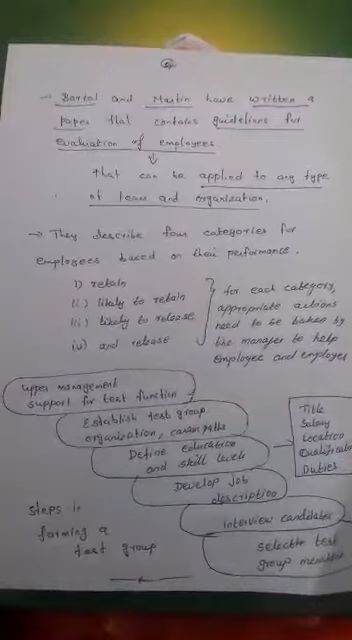 → Bartol and Martin have written a
paper that contains guidelines for
evaluation of employees
that can be applied to any type
of team and organization.
→ They describe four categories for
employees based on their performance.
i) retain
ii) likely to retain
iii) likely to release
iv) and release
for each category,
appropriate actions
need to be taken by
the manager to help
employee and employer
upper management
support for test function
Establish test group
organization, career paths
Define education
and skill levels
Develop job
description
Interview candidates
test
group
Title
Salary
Location
Duties
steps in
forming a
test group